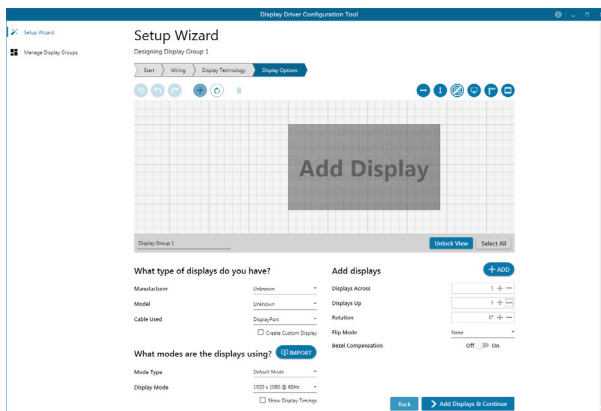 Display Driver Configuration Tool
Setup Wizard
Manage Display Groups
Setup Wizard
Designing Display Group 1
Start Wiring Display Technology Display Options
Add Display
Display Group 1
Unlock View Select All
What type of displays do you have?
Manufacturer Unknown
Model Unknown
Cable Used DisplayPort
Create Custom Display
What modes are the displays using? IMPORT
Mode Type Default Mode
Display Mode 1920 x 1080 @ 60Hz
Show Display Timings
Add displays + ADD
Displays Across 1 + −
Displays Up 1 + −
Rotation 0° + −
Flip Mode None
Bezel Compensation Off On
Back Add Displays & Continue